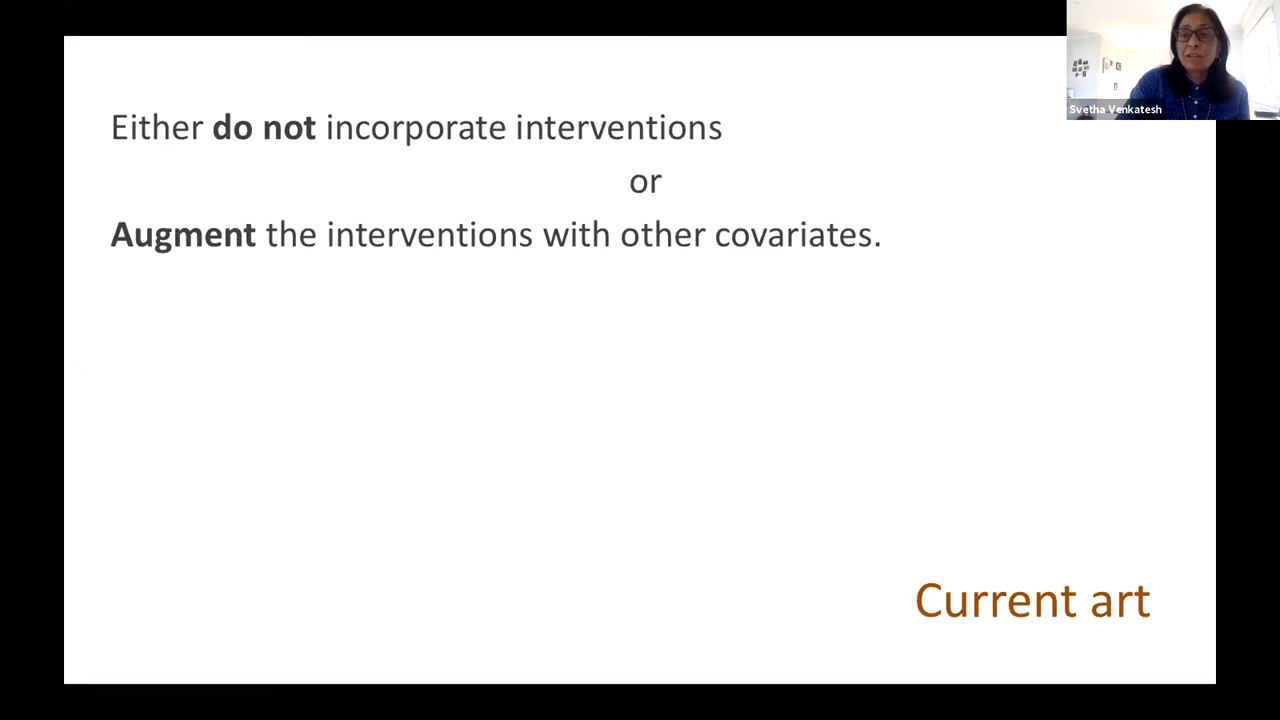 Svetha Venkatesh
Either do not incorporate interventions
or
Augment the interventions with other covariates.
Current art